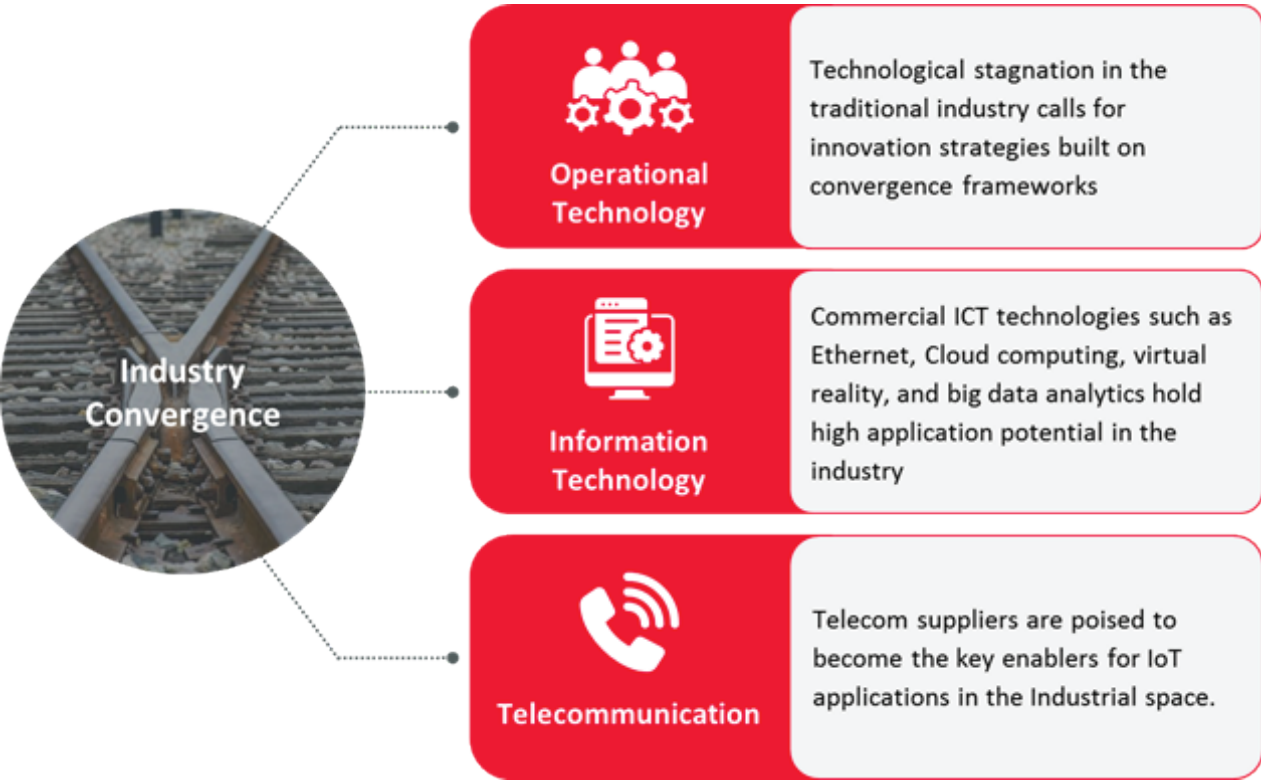 Industry
Convergence
Operational
Technology
Technological stagnation in the
traditional industry calls for
innovation strategies built on
convergence frameworks
Information
Technology
Commercial ICT technologies such as
Ethernet, Cloud computing, virtual
reality, and big data analytics hold
high application potential in the
industry
Telecommunication
Telecom suppliers are poised to
become the key enablers for IoT
applications in the Industrial space.